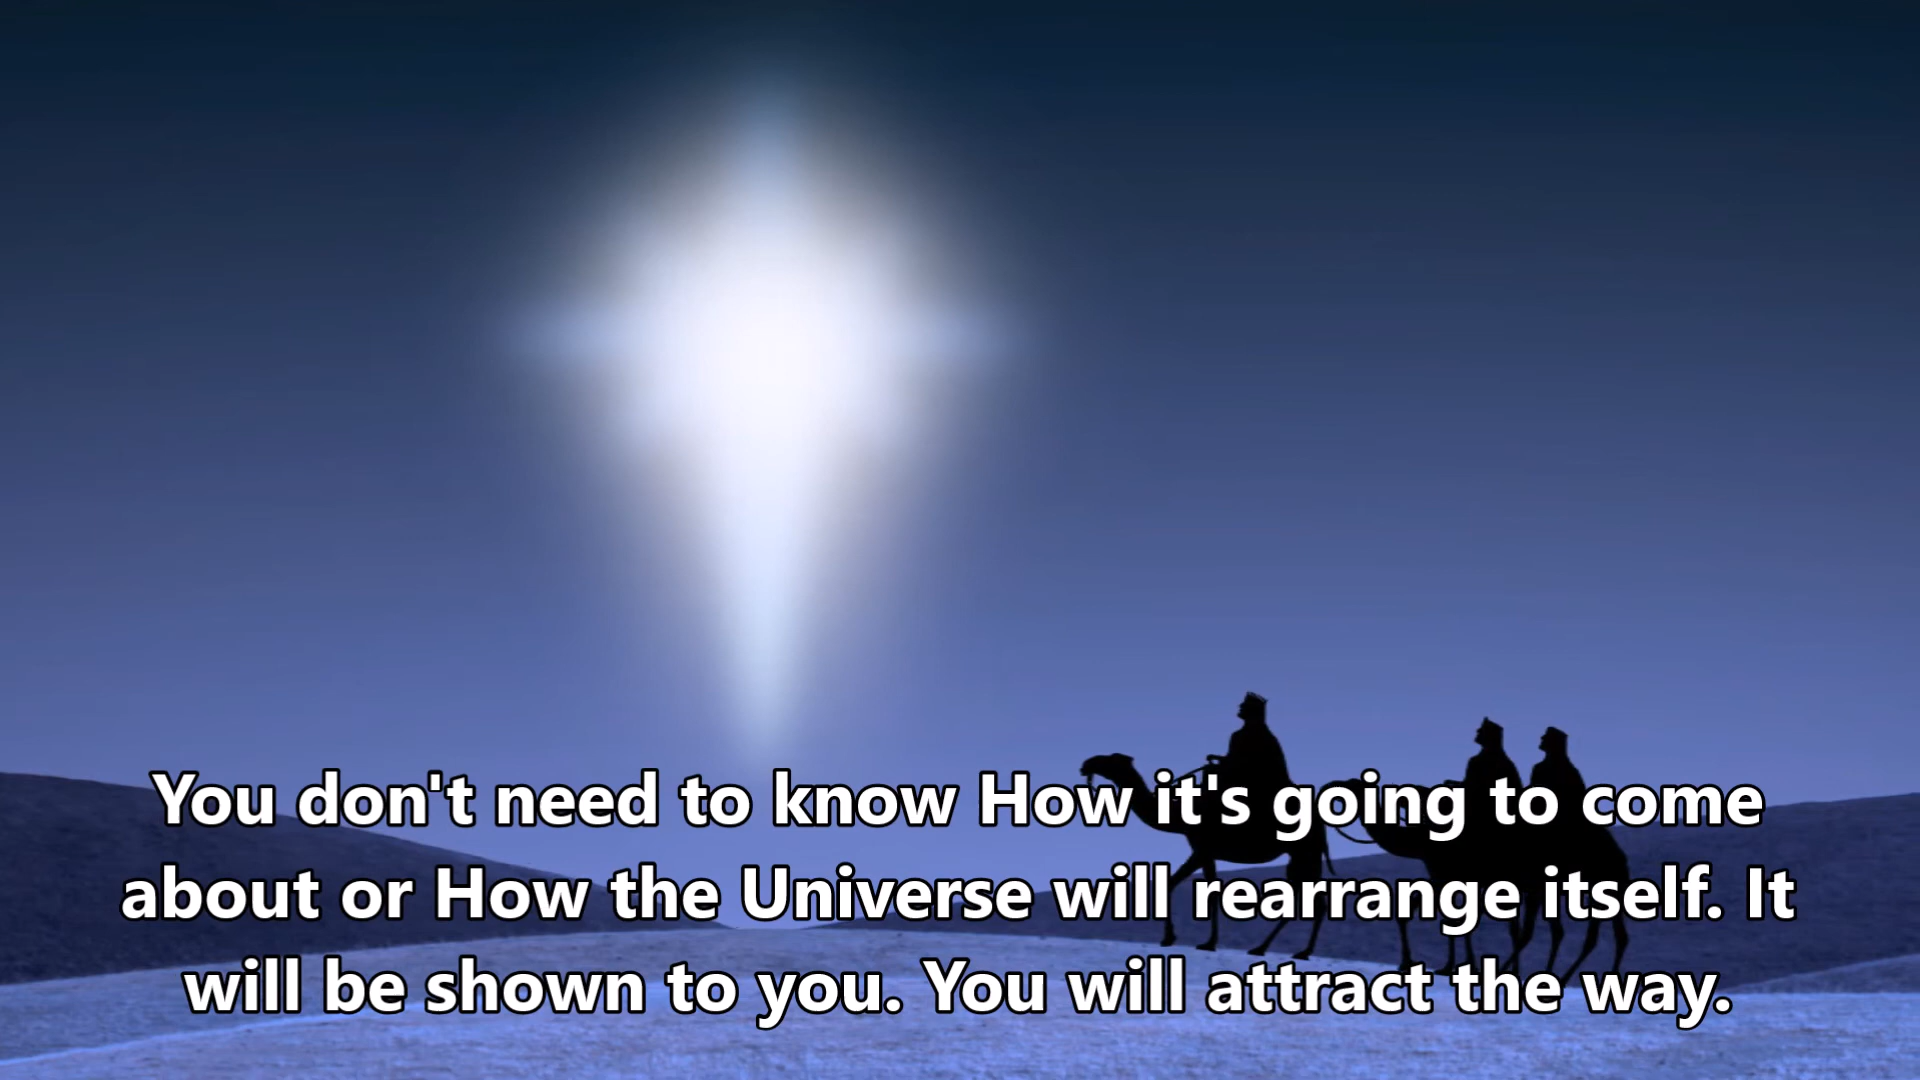 You don't need to know How it's going to come
about or How the Universe will rearrange itself. It
will be shown to you. You will attract the way.